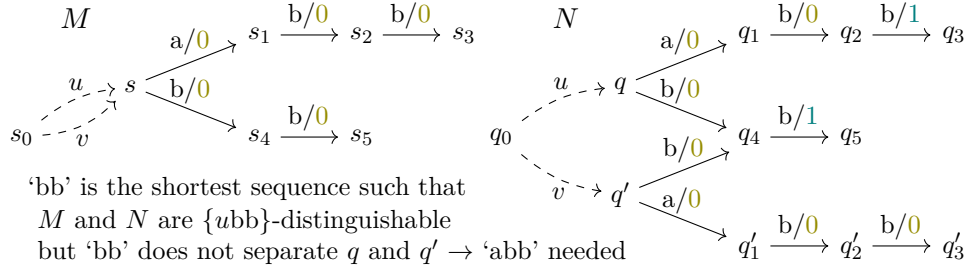 M
N
a/0
s₁
b/0
s₂
b/0
s₃
u
s
b/0
s₀
v
s₄
b/0
s₅
a/0
q₁
b/0
q₂
b/1
q₃
u
q
b/0
q₀
q₄
b/1
q₅
b/0
v
q′
a/0
q′₁
b/0
q′₂
b/0
q′₃
‘bb’ is the shortest sequence such that
M and N are {ubb}-distinguishable
but ‘bb’ does not separate q and q′ → ‘abb’ needed